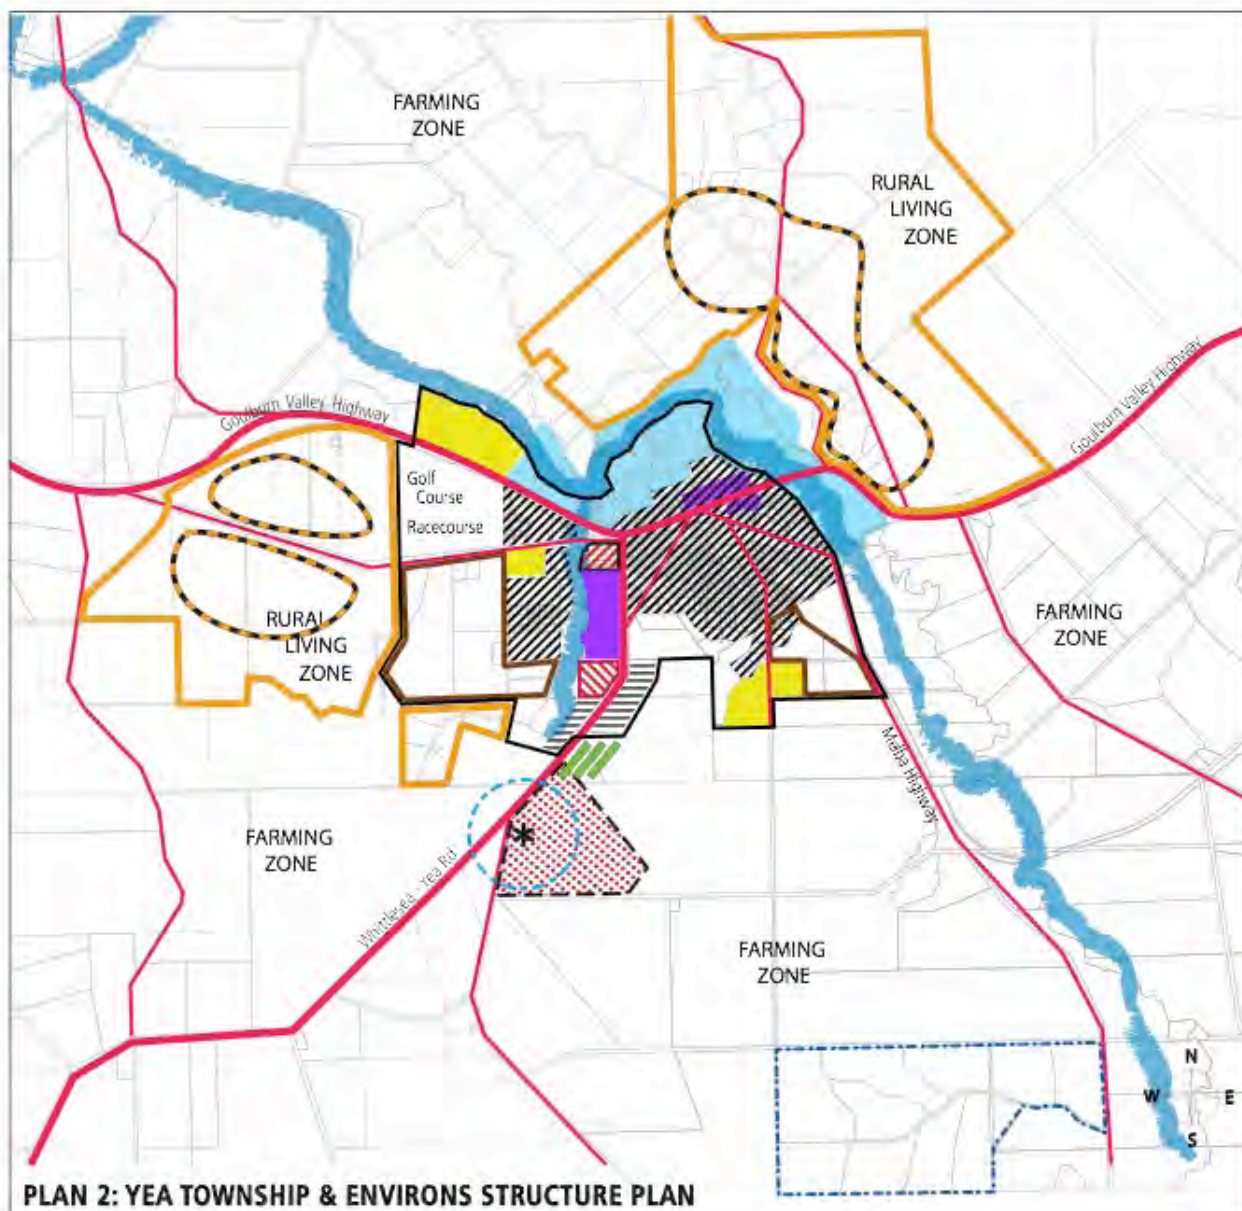 FARMING
ZONE
RURAL
LIVING
ZONE
Goulburn Valley Highway
Goulburn Valley Highway
Golf
Course
Racecourse
RURAL
LIVING
ZONE
FARMING
ZONE
Miaba Highway
FARMING
ZONE
*
Whittlesea - Yea Rd
FARMING
ZONE
N
W
E
S
PLAN 2: YEA TOWNSHIP & ENVIRONS STRUCTURE PLAN